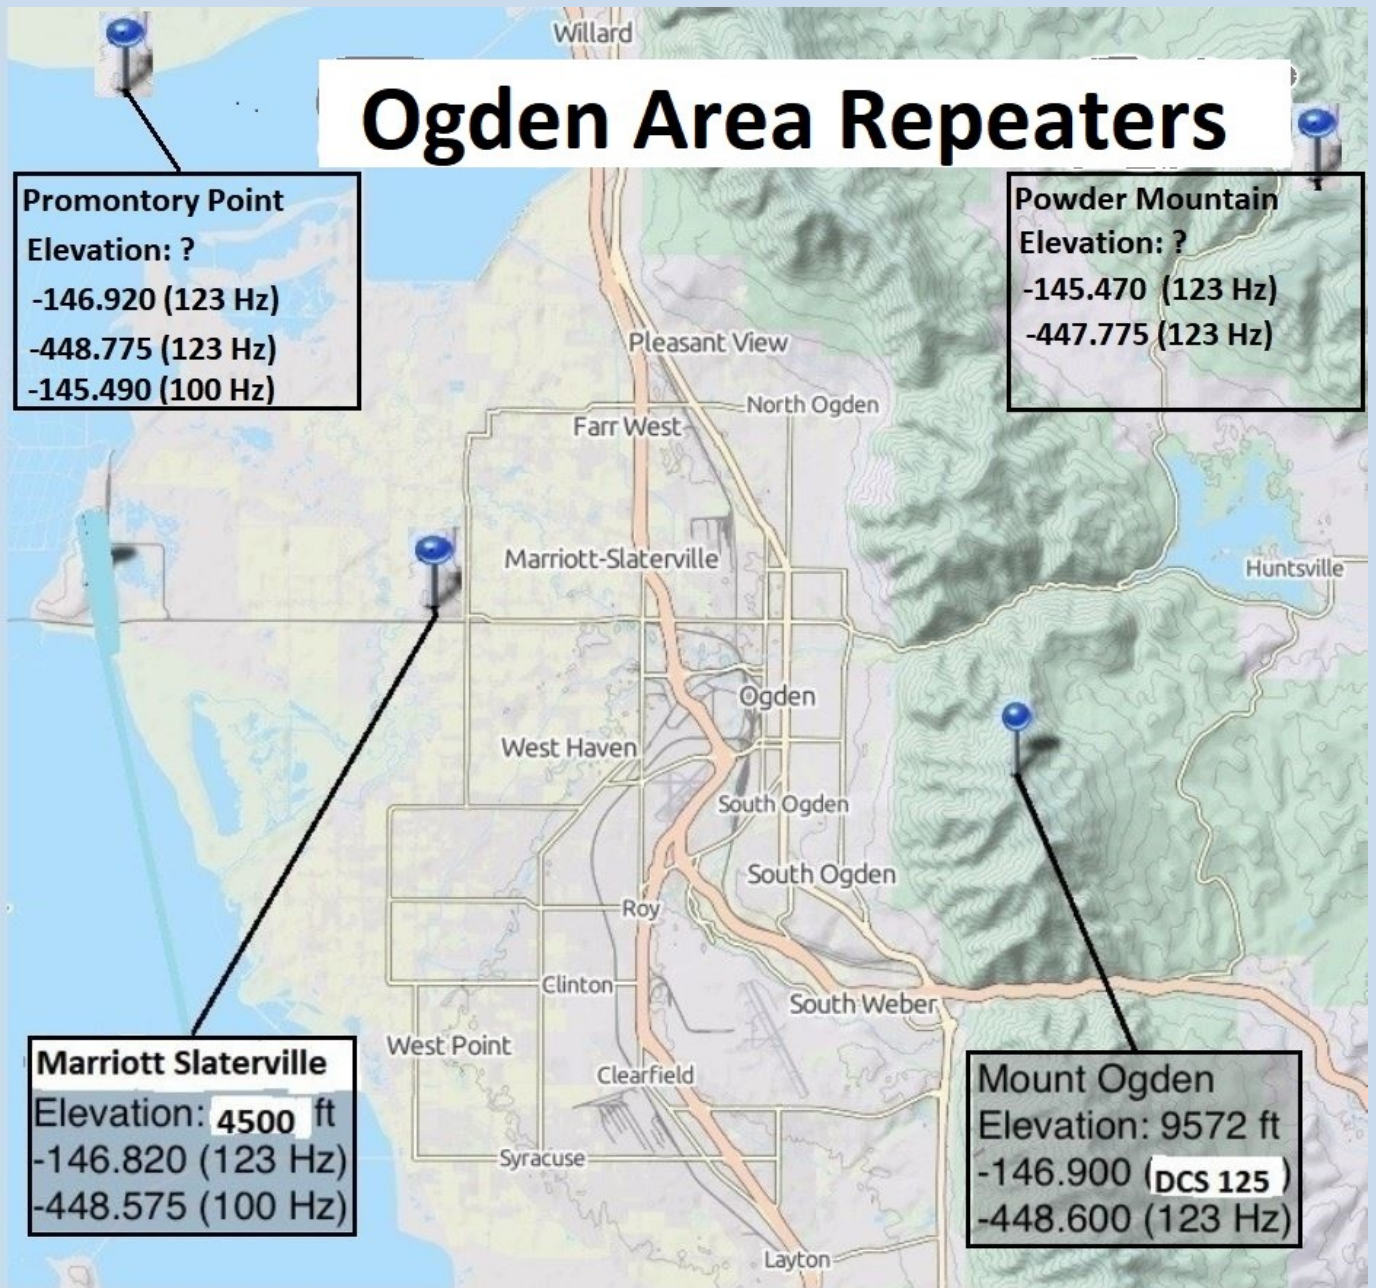 Willard
Ogden Area Repeaters
Promontory Point
Elevation: ?
-146.920 (123 Hz)
-448.775 (123 Hz)
-145.490 (100 Hz)
Powder Mountain
Elevation: ?
-145.470 (123 Hz)
-447.775 (123 Hz)
Pleasant View
North Ogden
Farr West
Marriott-Slaterville
Huntsville
Ogden
West Haven
South Ogden
South Ogden
Roy
Clinton
South Weber
West Point
Clearfield
Syracuse
Layton
Marriott Slaterville
Elevation: 4500 ft
-146.820 (123 Hz)
-448.575 (100 Hz)
Mount Ogden
Elevation: 9572 ft
-146.900 (DCS 125 )
-448.600 (123 Hz)